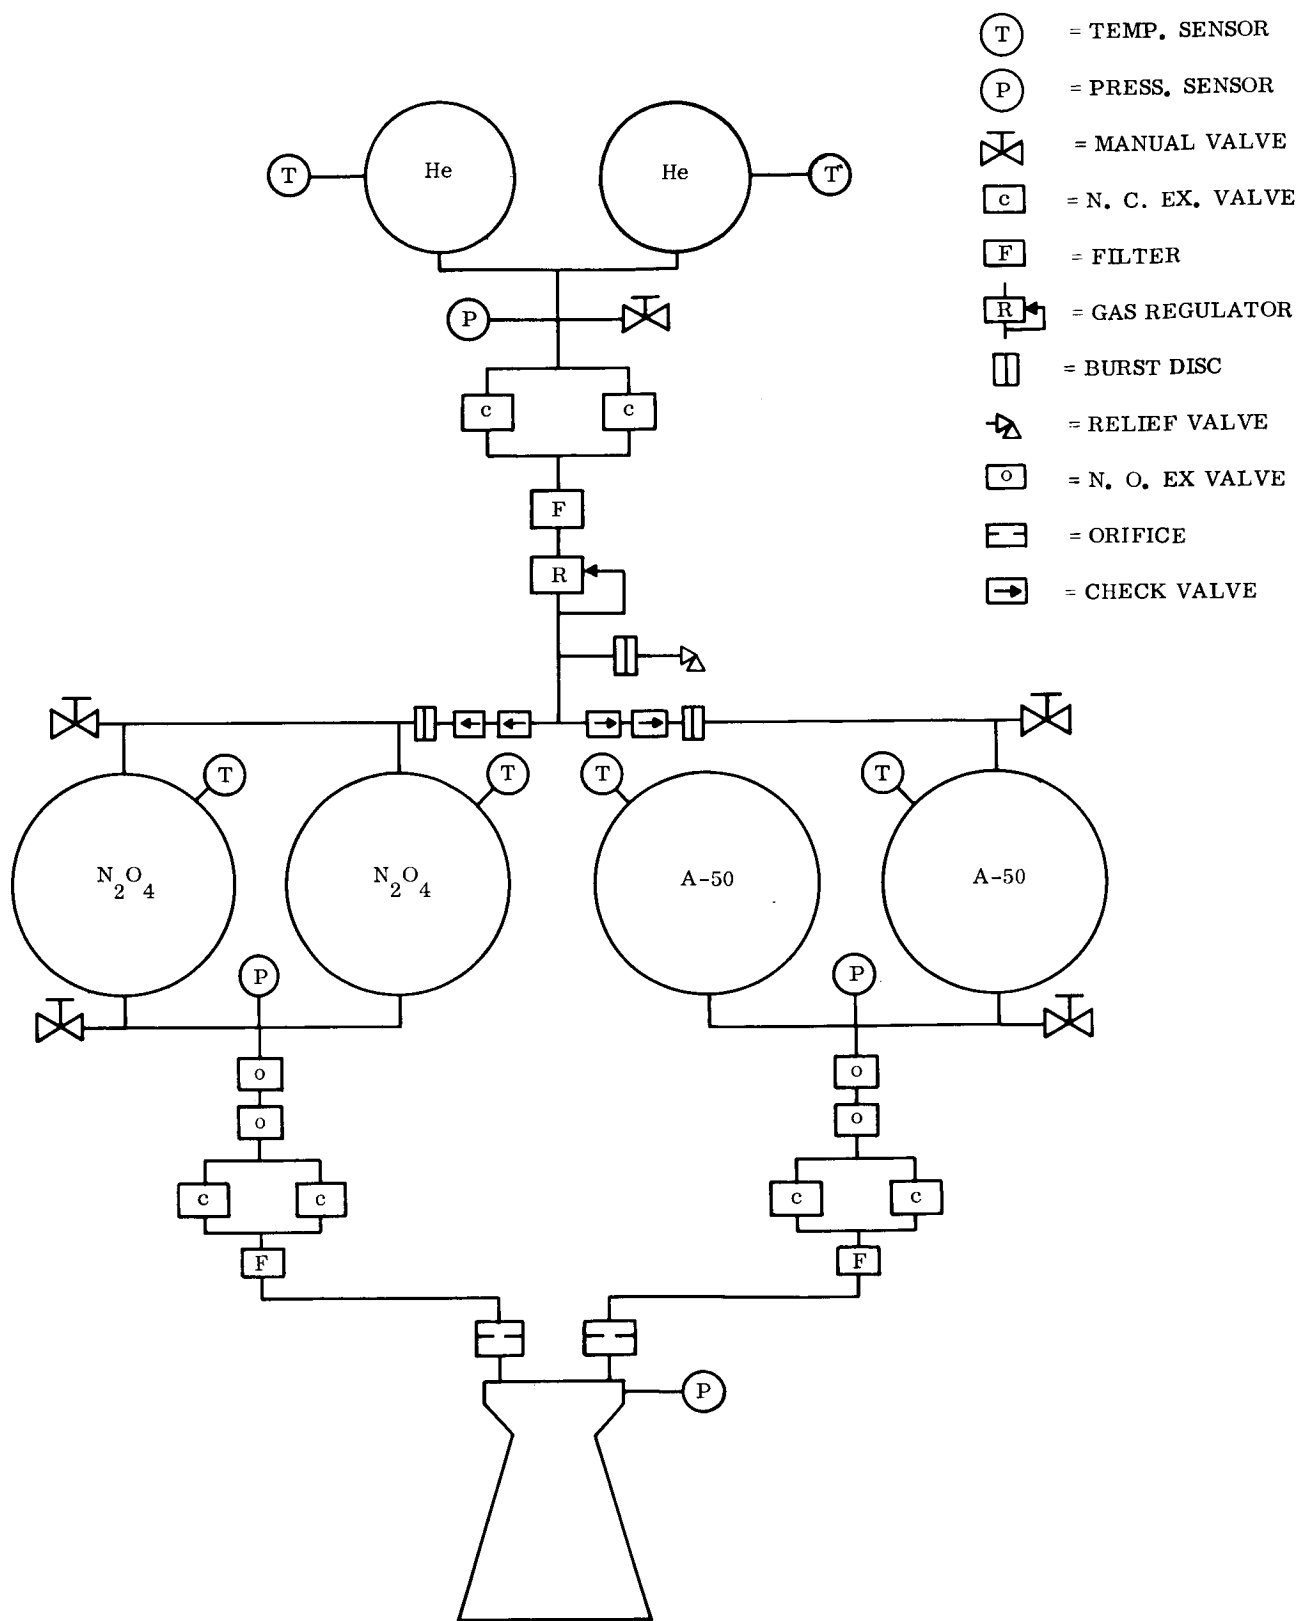 T = TEMP. SENSOR
P = PRESS. SENSOR
= MANUAL VALVE
c = N. C. EX. VALVE
F = FILTER
R = GAS REGULATOR
= BURST DISC
= RELIEF VALVE
o = N. O. EX VALVE
= ORIFICE
= CHECK VALVE
T He He T
P
c c
F
R
T T T T
N2O4 N2O4 A-50 A-50
P P
o o
o o
c c c c
F F
P